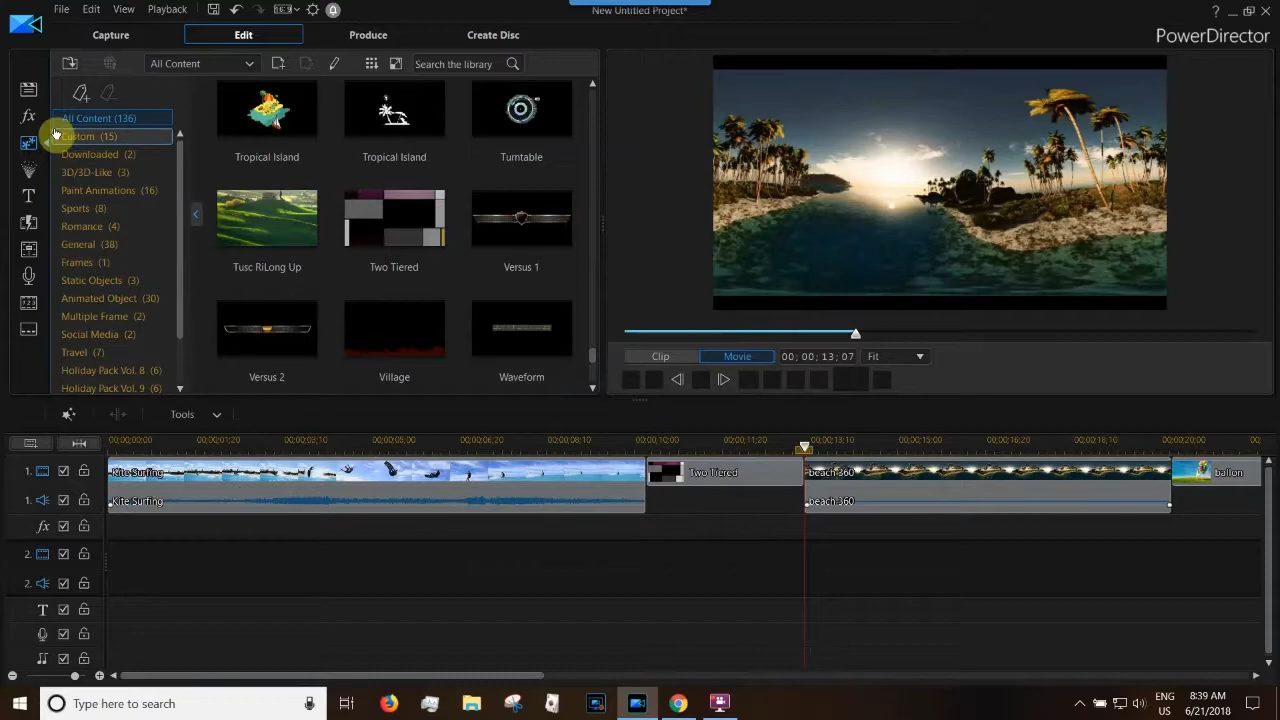 File Edit View Playback New Untitled Project* ?
Capture Edit Produce Create Disc PowerDirector
All Content Search the library
All Content (136)
Custom (15)
Downloaded (2)
3D/3D-Like (3)
Paint Animations (16)
Sports (8)
Romance (4)
General (38)
Frames (1)
Static Objects (3)
Animated Object (30)
Multiple Frame (2)
Social Media (2)
Travel (7)
Holiday Pack Vol. 8 (6)
Holiday Pack Vol. 9 (6)
Tropical Island Tropical Island Turntable
Tusc RiLong Up Two Tiered Versus 1
Versus 2 Village Waveform
Clip Movie 00; 00; 13; 07 Fit
Tools
00;00;00;00 00;00;01;20 00;00;03;10 00;00;05;00 00;00;06;20 00;00;08;10 00;00;10;00 00;00;11;20 00;00;13;10 00;00;15;00 00;00;16;20 00;00;18;10 00;00;20;00 00;
1. Kite Surfing Two Tiered beach 360 ballon
1. Kite Surfing beach 360
fx
2.
2.
T
Type here to search
ENG
US
8:39 AM
6/21/2018